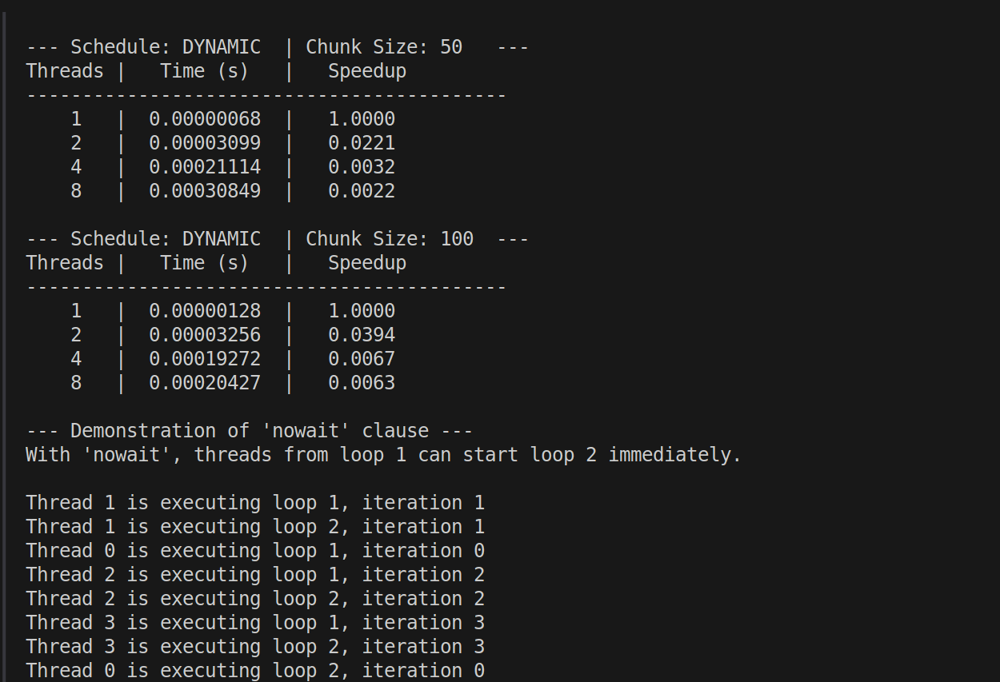 --- Schedule: DYNAMIC  | Chunk Size: 50   ---
Threads |   Time (s)   |   Speedup
-------------------------------------------
    1   |  0.00000068  |   1.0000
    2   |  0.00003099  |   0.0221
    4   |  0.00021114  |   0.0032
    8   |  0.00030849  |   0.0022
--- Schedule: DYNAMIC  | Chunk Size: 100  ---
Threads |   Time (s)   |   Speedup
-------------------------------------------
    1   |  0.00000128  |   1.0000
    2   |  0.00003256  |   0.0394
    4   |  0.00019272  |   0.0067
    8   |  0.00020427  |   0.0063
--- Demonstration of 'nowait' clause ---
With 'nowait', threads from loop 1 can start loop 2 immediately.
Thread 1 is executing loop 1, iteration 1
Thread 1 is executing loop 2, iteration 1
Thread 0 is executing loop 1, iteration 0
Thread 2 is executing loop 1, iteration 2
Thread 2 is executing loop 2, iteration 2
Thread 3 is executing loop 1, iteration 3
Thread 3 is executing loop 2, iteration 3
Thread 0 is executing loop 2, iteration 0